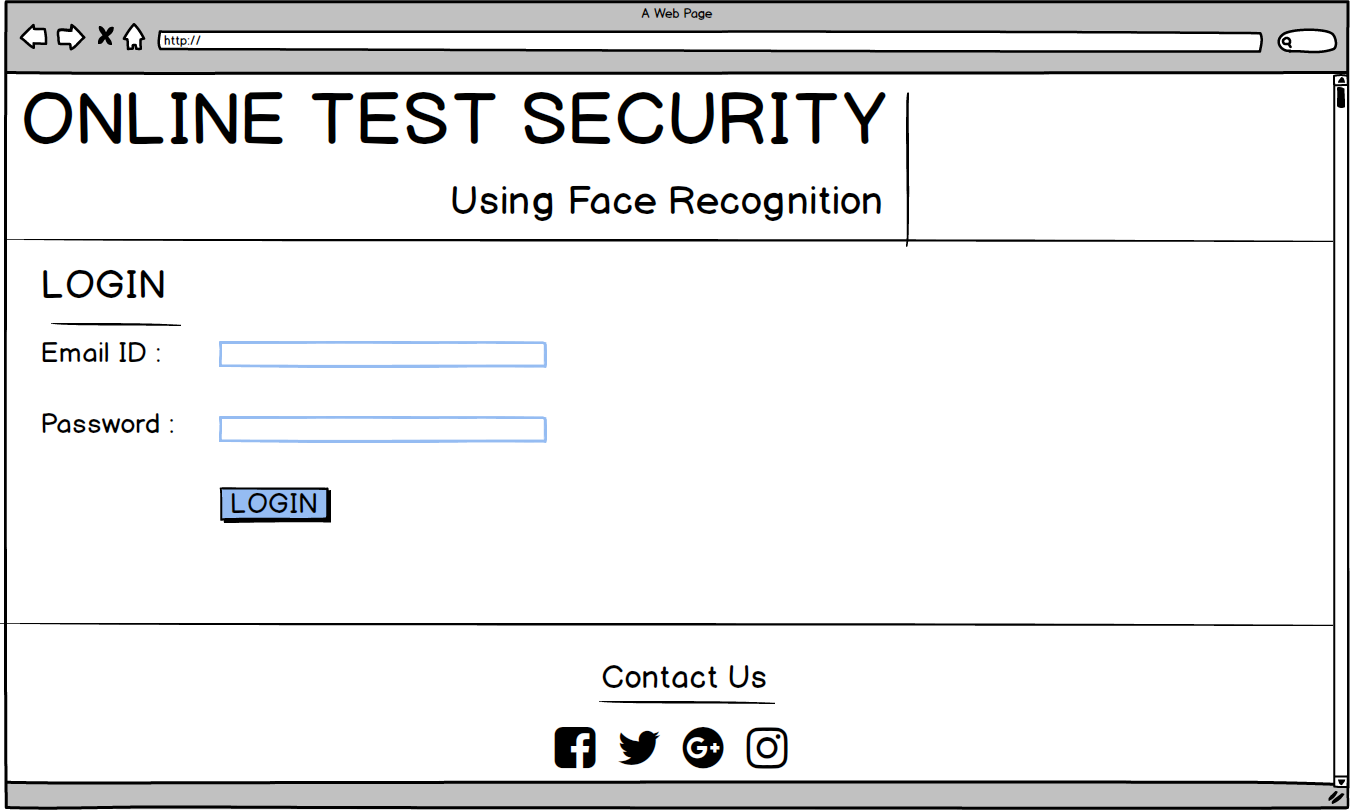 A Web Page
http://
ONLINE TEST SECURITY
Using Face Recognition
LOGIN
Email ID :
Password :
LOGIN
Contact Us
G+